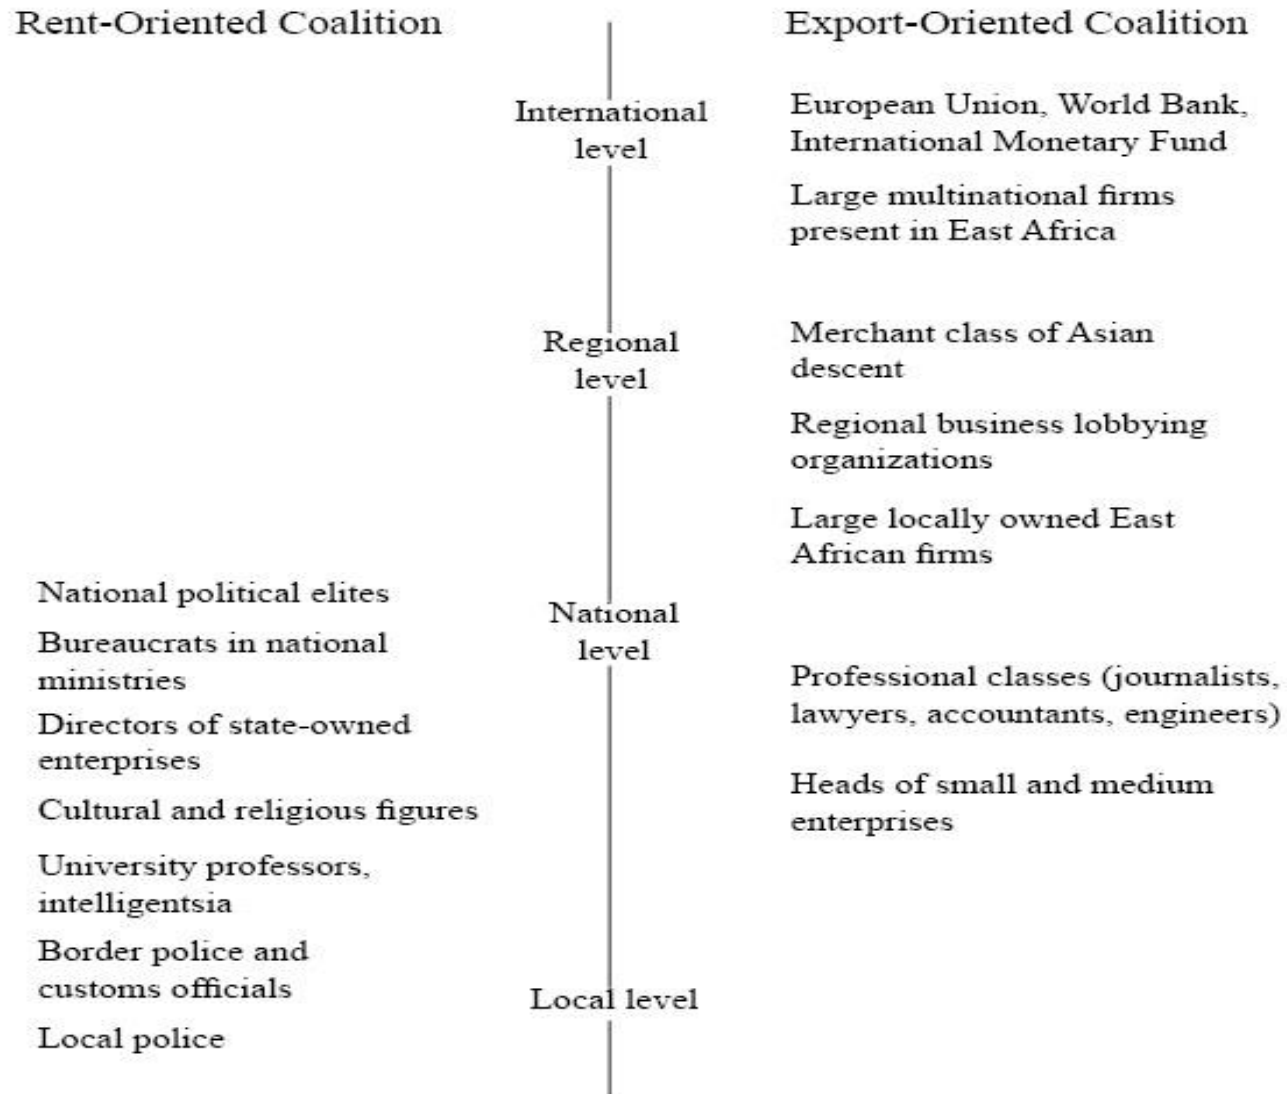 Rent-Oriented Coalition
Export-Oriented Coalition
International
level
European Union, World Bank,
International Monetary Fund
Large multinational firms
present in East Africa
Regional
level
Merchant class of Asian
descent
Regional business lobbying
organizations
Large locally owned East
African firms
National political elites
Bureaucrats in national
ministries
Directors of state-owned
enterprises
Cultural and religious figures
University professors,
intelligentsia
Border police and
customs officials
Local police
National
level
Professional classes (journalists,
lawyers, accountants, engineers)
Heads of small and medium
enterprises
Local level